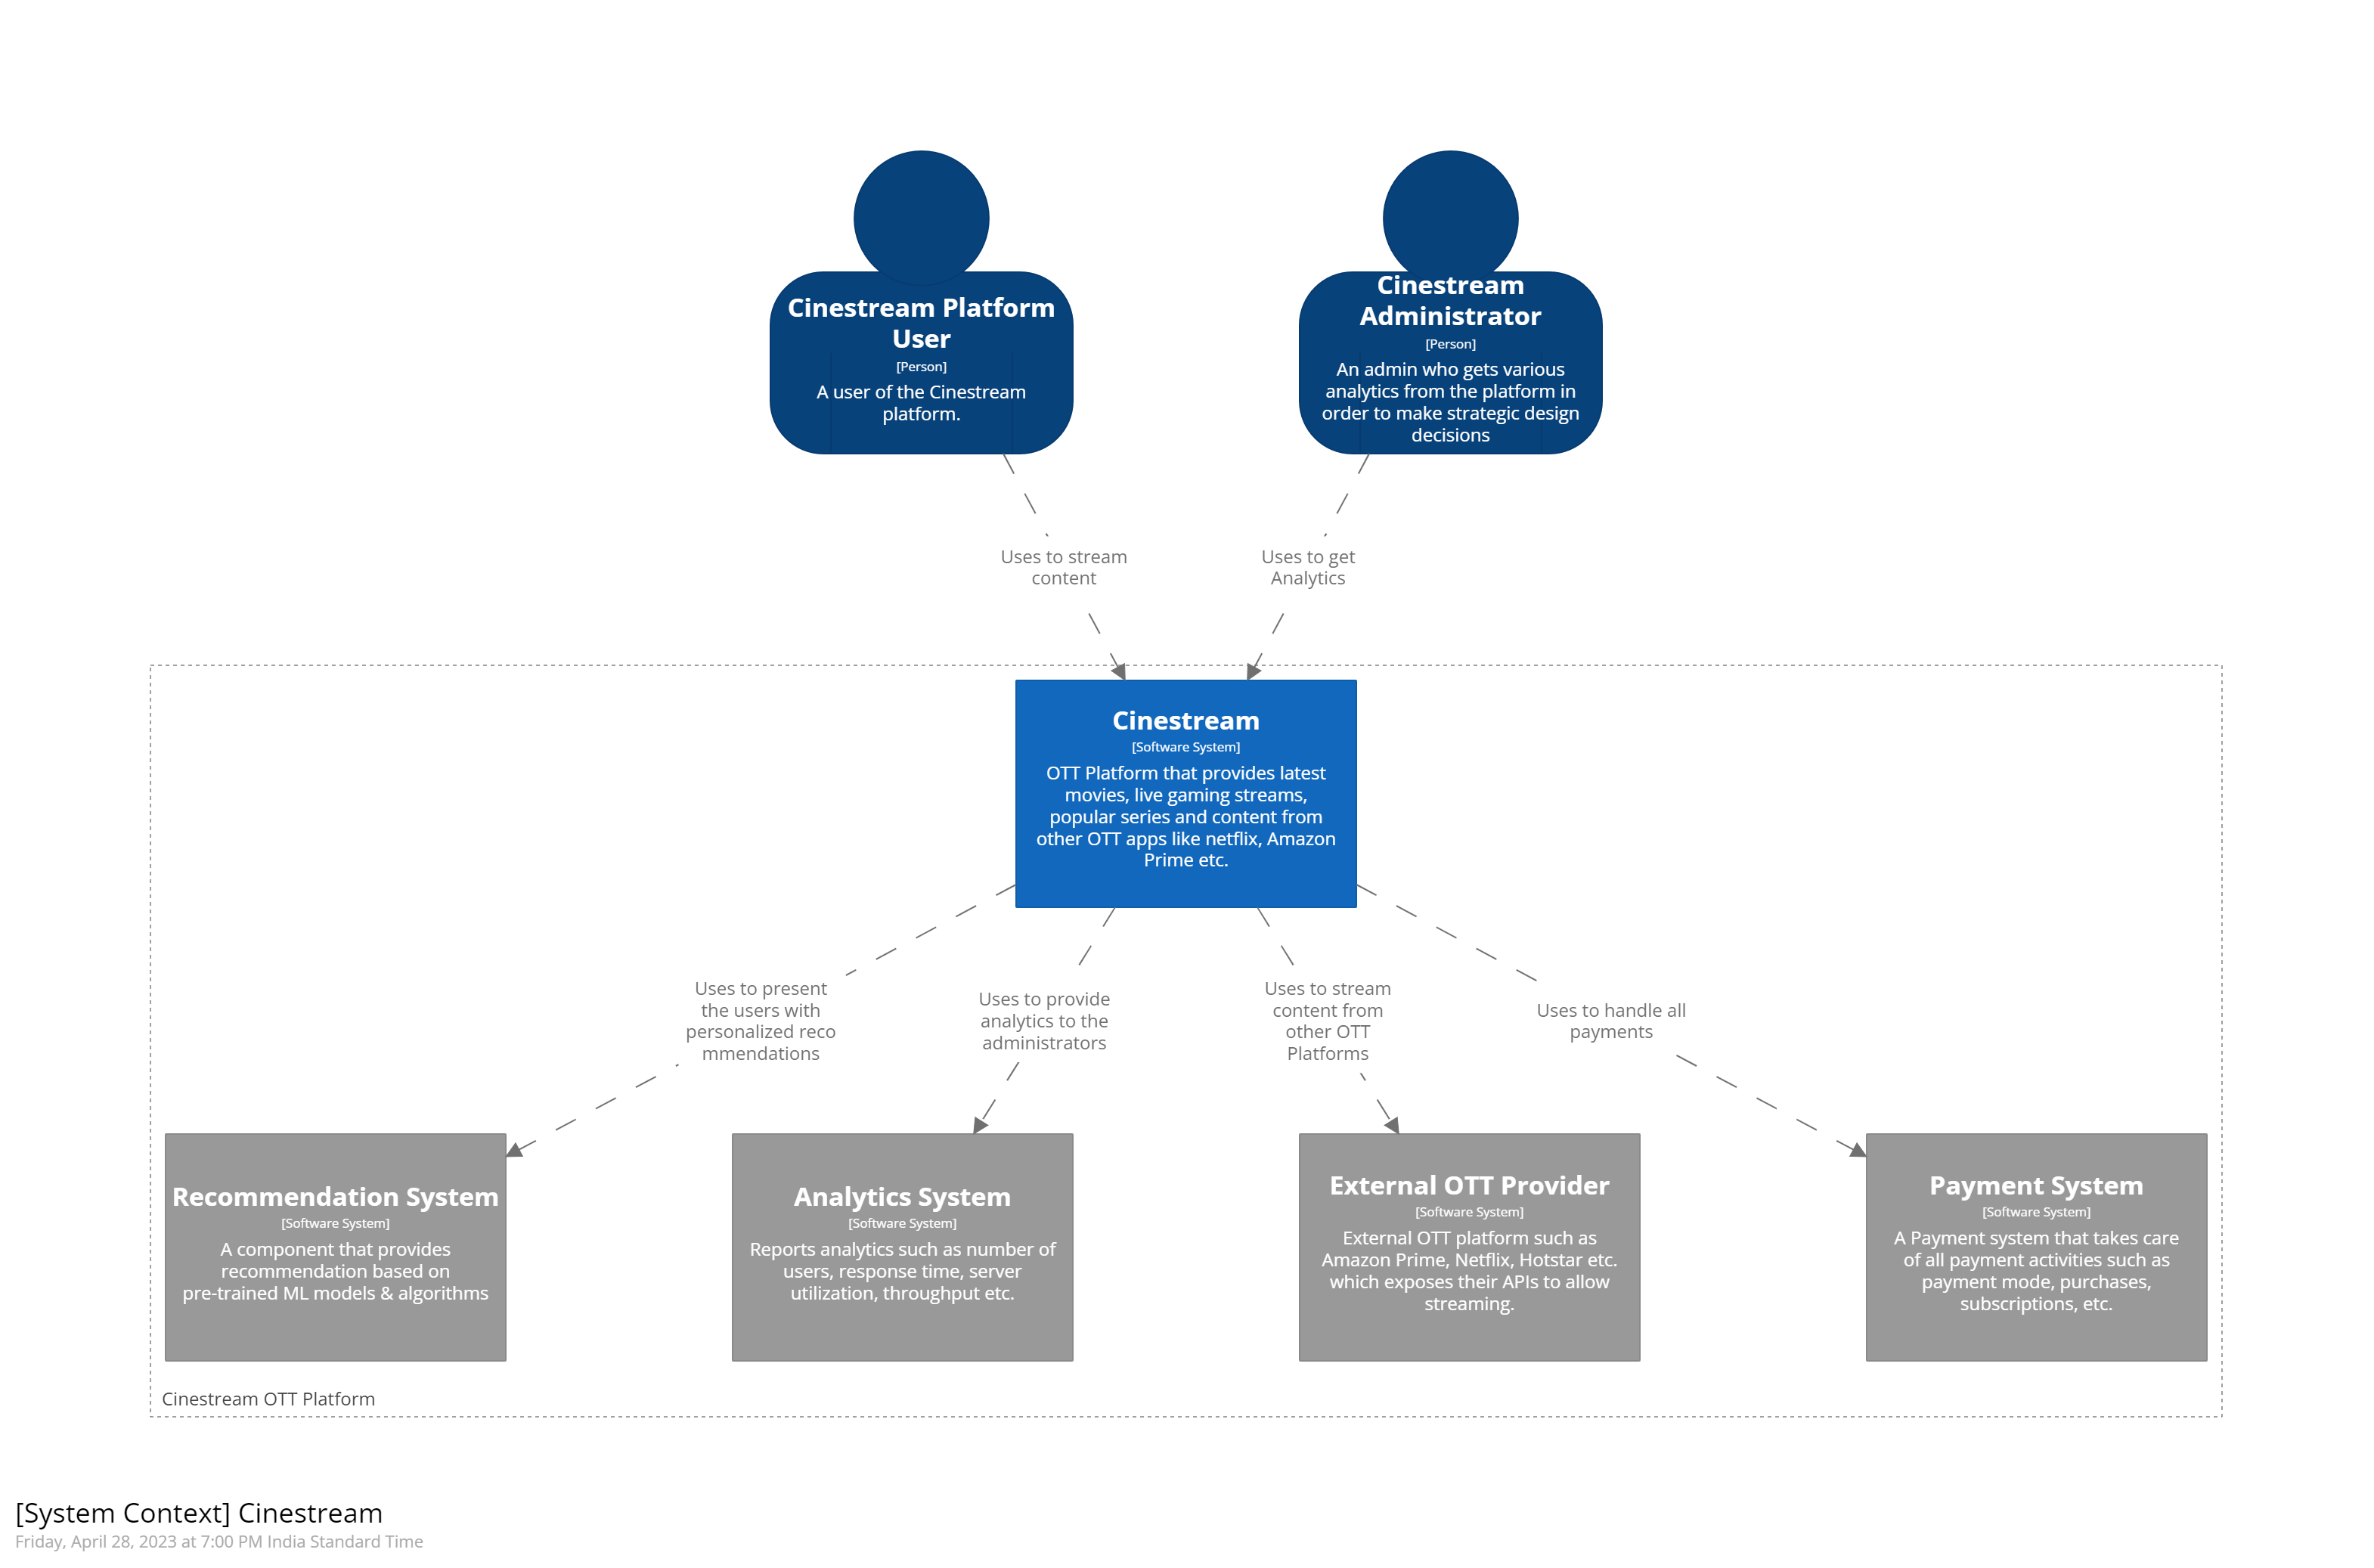 Cinestream Platform
User
[Person]
A user of the Cinestream
platform.
Cinestream
Administrator
[Person]
An admin who gets various
analytics from the platform in
order to make strategic design
decisions
Uses to stream
content
Uses to get
Analytics
Cinestream
[Software System]
OTT Platform that provides latest
movies, live gaming streams,
popular series and content from
other OTT apps like netflix, Amazon
Prime etc.
Uses to present
the users with
personalized reco
mmendations
Uses to provide
analytics to the
administrators
Uses to stream
content from
other OTT
Platforms
Uses to handle all
payments
Recommendation System
[Software System]
A component that provides
recommendation based on
pre-trained ML models & algorithms
Analytics System
[Software System]
Reports analytics such as number of
users, response time, server
utilization, throughput etc.
External OTT Provider
[Software System]
External OTT platform such as
Amazon Prime, Netflix, Hotstar etc.
which exposes their APIs to allow
streaming.
Payment System
[Software System]
A Payment system that takes care
of all payment activities such as
payment mode, purchases,
subscriptions, etc.
Cinestream OTT Platform
[System Context] Cinestream
Friday, April 28, 2023 at 7:00 PM India Standard Time